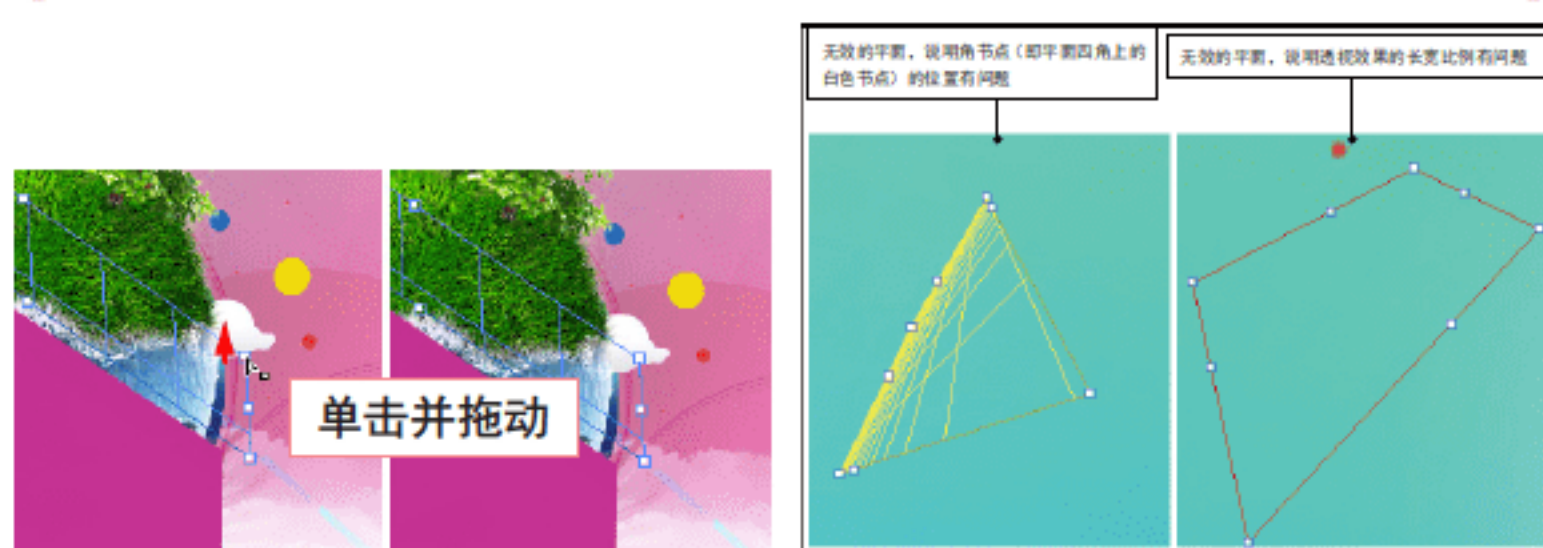 无效的平面，说明角节点（即平面四角上的
白色节点）的位置有问题
无效的平面，说明透视效果的长宽比例有问题
单击并拖动